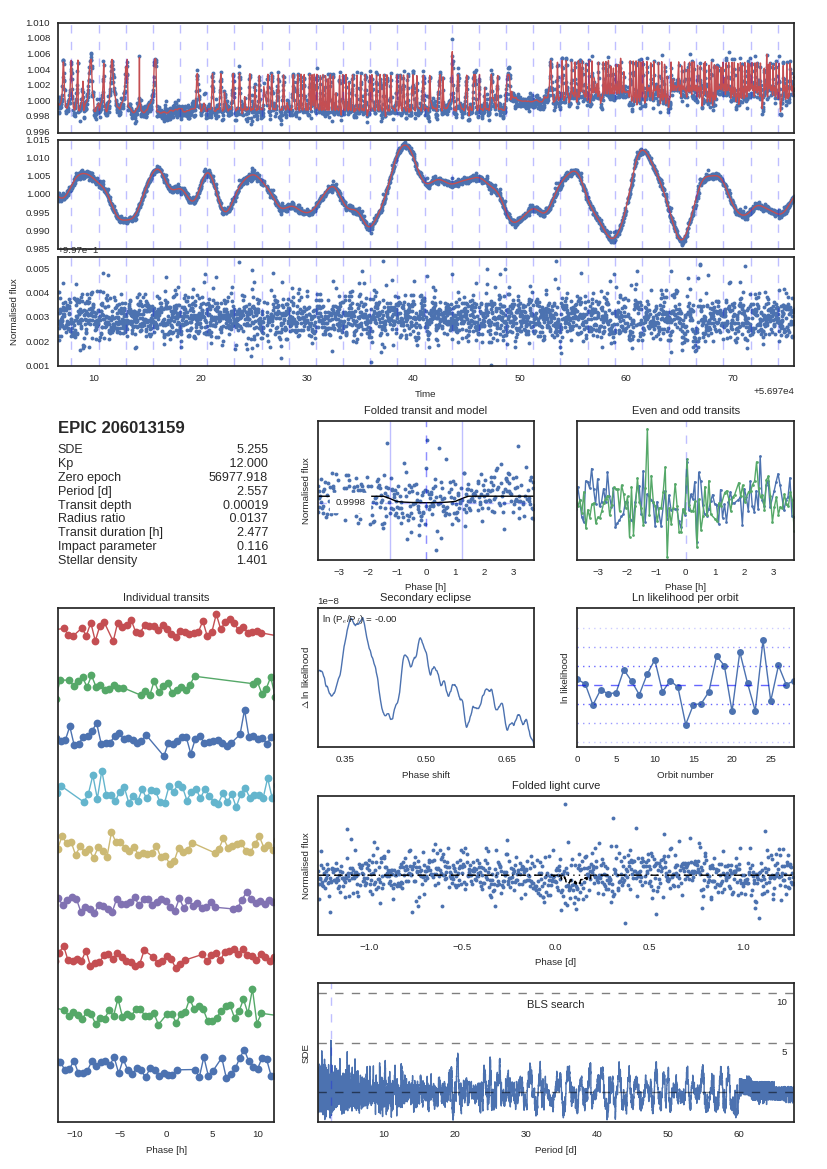 1.010
1.008
1.006
1.004
1.002
1.000
0.998
0.996
1.015
1.010
1.005
1.000
0.995
0.990
0.985
+9.97e−1
0.005
0.004
0.003
0.002
0.001
Normalised flux
10 20 30 40 50 60 70
Time
+5.697e4
EPIC 206013159
SDE 5.255
Kp 12.000
Zero epoch 56977.918
Period [d] 2.557
Transit depth 0.00019
Radius ratio 0.0137
Transit duration [h] 2.477
Impact parameter 0.116
Stellar density 1.401
Folded transit and model
Normalised flux
0.9998
−3 −2 −1 0 1 2 3
Phase [h]
Even and odd transits
−3 −2 −1 0 1 2 3
Phase [h]
Individual transits
−10 −5 0 5 10
Phase [h]
Secondary eclipse
1e−8
Δ ln likelihood
0.35 0.50 0.65
Phase shift
Ln likelihood per orbit
ln likelihood
0 5 10 15 20 25
Orbit number
Folded light curve
Normalised flux
−1.0 −0.5 0.0 0.5 1.0
Phase [d]
BLS search
10
5
SDE
10 20 30 40 50 60
Period [d]